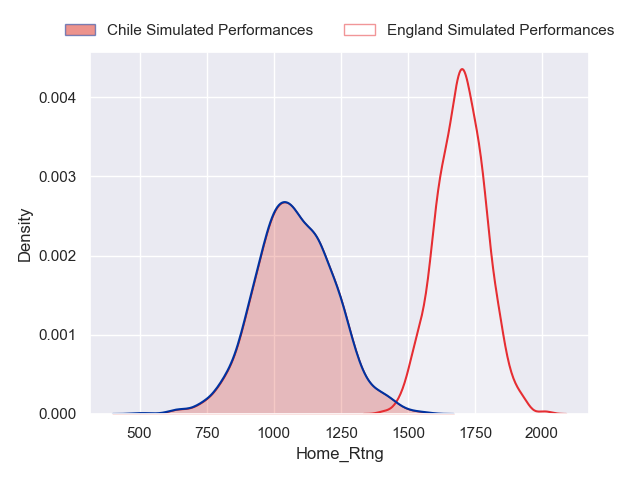 Chile Simulated Performances England Simulated Performances
0.004
0.003
0.002
0.001
0.000
Density
500 750 1000 1250 1500 1750 2000
Home_Rtng